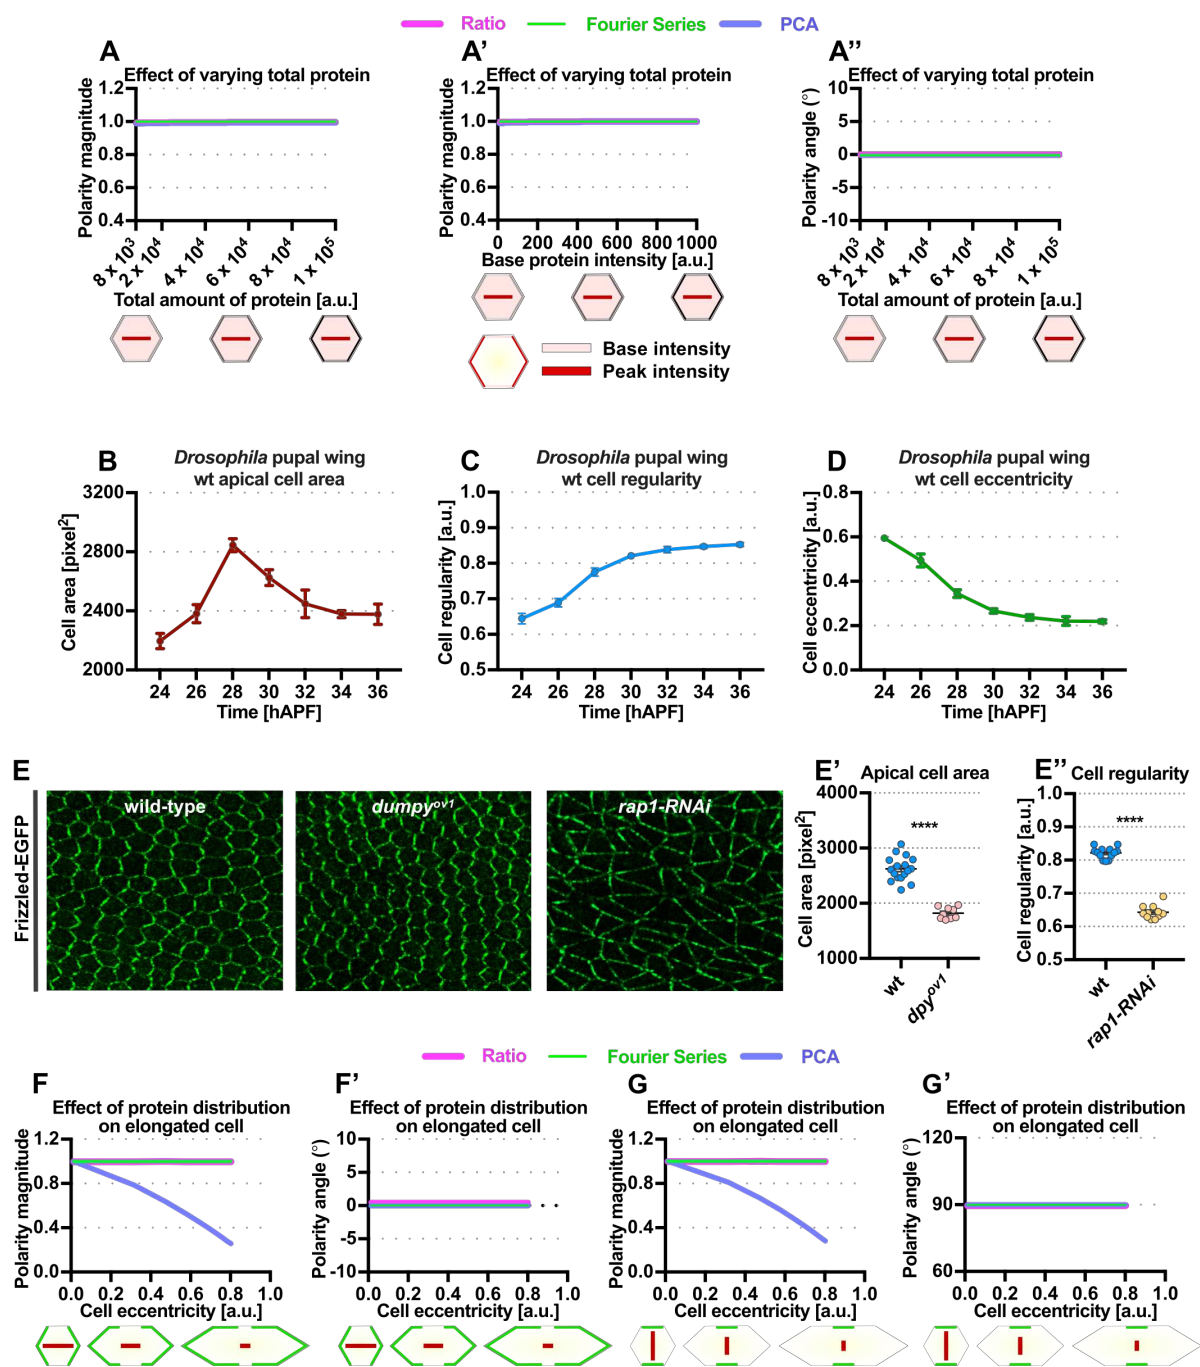 Ratio Fourier Series PCA
A A' A''
Effect of varying total protein Effect of varying total protein Effect of varying total protein
Polarity magnitude
1.2
1.0
0.8
0.6
0.4
8 x 10³ 2 x 10⁴ 4 x 10⁴ 6 x 10⁴ 8 x 10⁴ 1 x 10⁵
Total amount of protein [a.u.]
Polarity magnitude
1.2
1.0
0.8
0.6
0.4
0 200 400 600 800 1000
Base protein intensity [a.u.]
Base intensity
Peak intensity
Polarity angle (°)
10
5
0
-5
-10
8 x 10³ 2 x 10⁴ 4 x 10⁴ 6 x 10⁴ 8 x 10⁴ 1 x 10⁵
Total amount of protein [a.u.]
B
Drosophila pupal wing
wt apical cell area
Cell area [pixel²]
3200
2800
2400
2000
24 26 28 30 32 34 36
Time [hAPF]
C
Drosophila pupal wing
wt cell regularity
Cell regularity [a.u.]
1.0
0.9
0.8
0.7
0.6
0.5
24 26 28 30 32 34 36
Time [hAPF]
D
Drosophila pupal wing
wt cell eccentricity
Cell eccentricity [a.u.]
0.8
0.6
0.4
0.2
0.0
24 26 28 30 32 34 36
Time [hAPF]
E
Frizzled-EGFP
wild-type dumpyᵒᵛ¹ rap1-RNAi
E'
Apical cell area
Cell area [pixel²]
4000
3000
2000
1000
****
wt dpyᵒᵛ¹
E''
Cell regularity
Cell regularity [a.u.]
1.0
0.9
0.8
0.7
0.6
0.5
****
wt rap1-RNAi
Ratio Fourier Series PCA
F
Effect of protein distribution
on elongated cell
Polarity magnitude
1.2
0.8
0.4
0.0
0.0 0.2 0.4 0.6 0.8 1.0
Cell eccentricity [a.u.]
F'
Effect of protein distribution
on elongated cell
Polarity angle (°)
10
5
0
-5
-10
0.0 0.2 0.4 0.6 0.8 1.0
Cell eccentricity [a.u.]
G
Effect of protein distribution
on elongated cell
Polarity magnitude
1.2
0.8
0.4
0.0
0.0 0.2 0.4 0.6 0.8 1.0
Cell eccentricity [a.u.]
G'
Effect of protein distribution
on elongated cell
Polarity angle (°)
120
90
60
0.0 0.2 0.4 0.6 0.8 1.0
Cell eccentricity [a.u.]